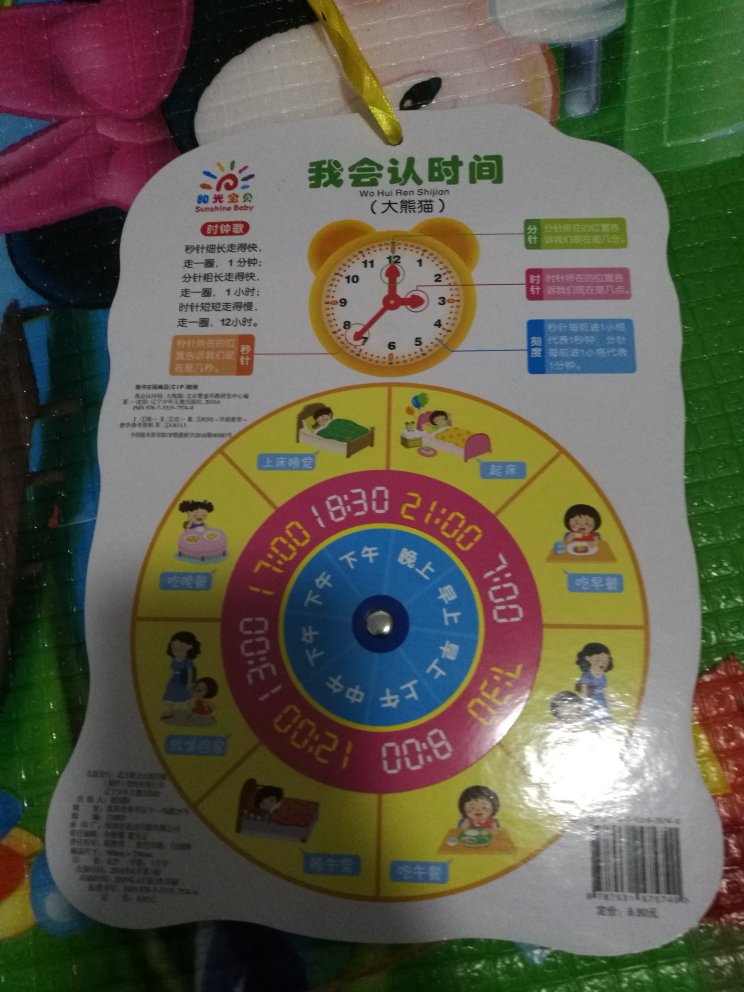 我会认时间
Wo Hui Ren Shijian
（大熊猫）
阳光宝贝
Sunshine Baby
时钟歌
秒针细长走得快，
走一圈，1分钟；
分针粗长走得快，
走一圈，1小时；
时针短短走得慢，
走一圈，12小时。
秒针所在的位
置告诉我们现
在是几秒。
秒针
12
1
2
3
4
5
6
7
8
9
10
11
分针
分针所在的位置告
诉我们现在是几分。
时针
时针所在的位置告
诉我们现在是几点。
刻度
秒针每前进1小格
代表1秒钟，分针
每前进1小格代表
1分钟。
图书在版编目（CIP）数据
上床睡觉
起床
吃早餐
吃午餐
睡午觉
放学回家
吃晚餐
18:30
21:00
7:00
7:30
8:00
12:00
13:00
17:00
下午
晚上
早上
早上
上午
中午
下午
下午
定价：8.80元